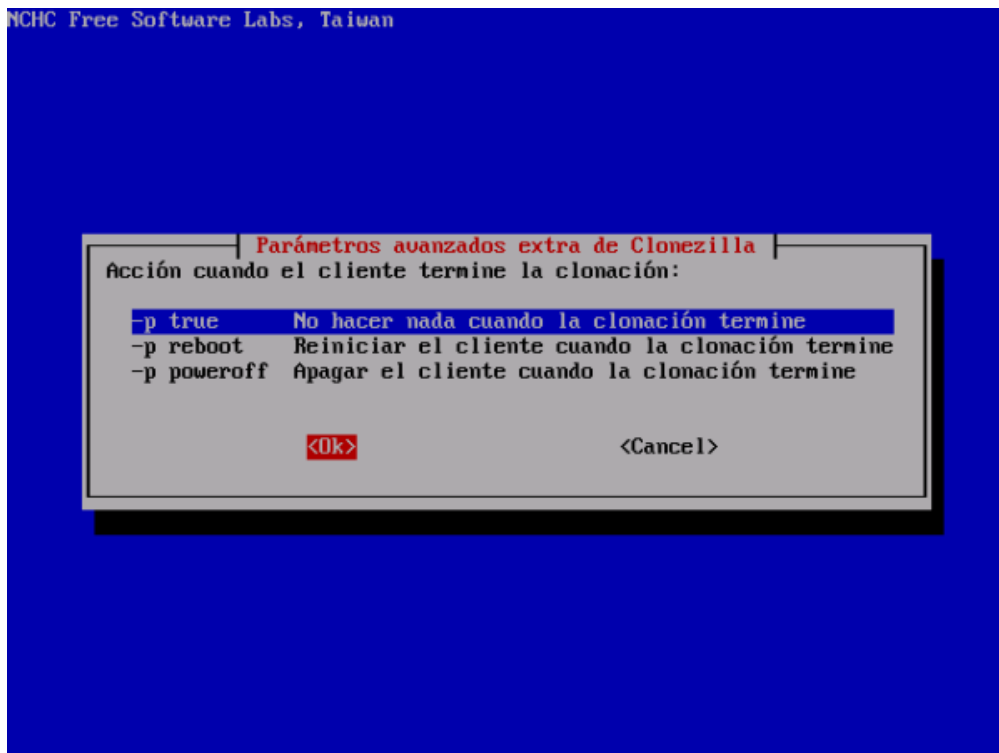 NCHC Free Software Labs, Taiwan
Parámetros avanzados extra de Clonezilla
Acción cuando el cliente termine la clonación:
-p true No hacer nada cuando la clonación termine
-p reboot Reiniciar el cliente cuando la clonación termine
-p poweroff Apagar el cliente cuando la clonación termine
<Ok> <Cancel>